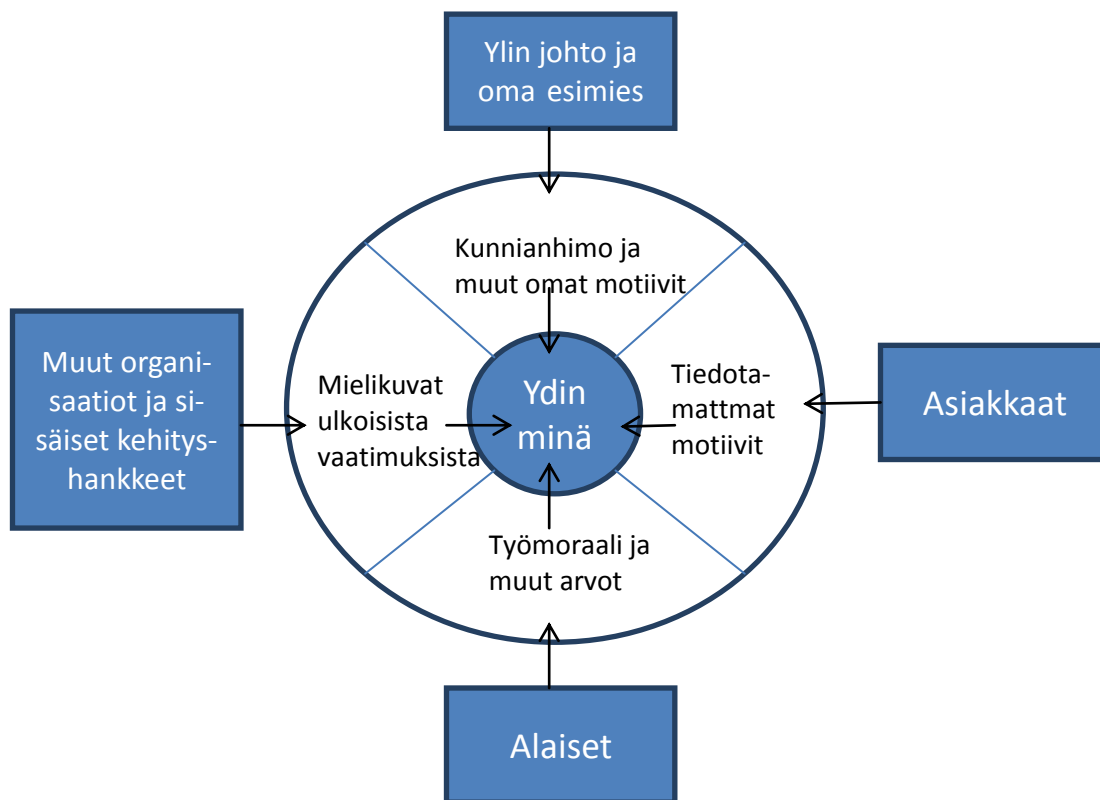 Ylin johto ja
oma esimies
Kunnianhimo ja
muut omat motiivit
Muut organi-
saatiot ja si-
säiset kehitys-
hankkeet
Mielikuvat
ulkoisista
vaatimuksista
Ydin
minä
Tiedota-
mattmat
motiivit
Asiakkaat
Työmoraali ja
muut arvot
Alaiset